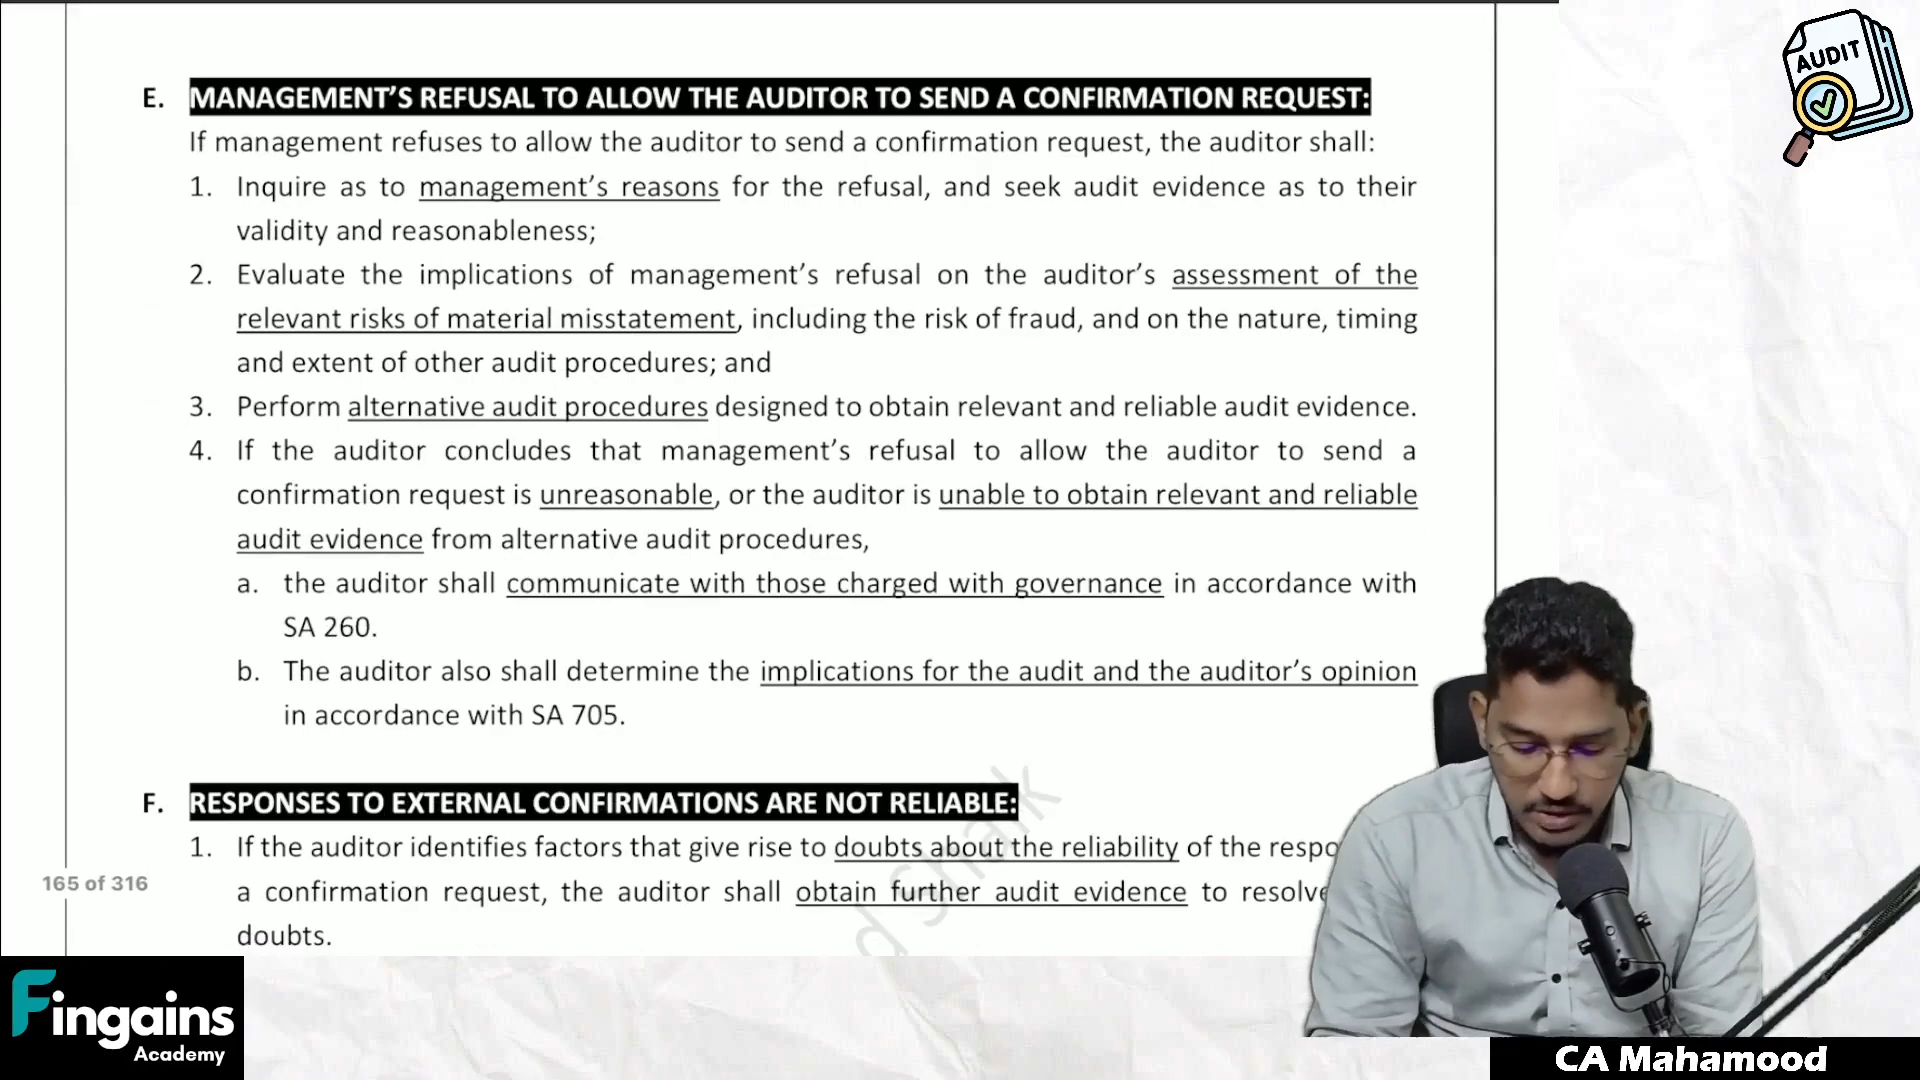 AUDIT
E. MANAGEMENT’S REFUSAL TO ALLOW THE AUDITOR TO SEND A CONFIRMATION REQUEST:
If management refuses to allow the auditor to send a confirmation request, the auditor shall:
1. Inquire as to management’s reasons for the refusal, and seek audit evidence as to their
validity and reasonableness;
2. Evaluate the implications of management’s refusal on the auditor’s assessment of the
relevant risks of material misstatement, including the risk of fraud, and on the nature, timing
and extent of other audit procedures; and
3. Perform alternative audit procedures designed to obtain relevant and reliable audit evidence.
4. If the auditor concludes that management’s refusal to allow the auditor to send a
confirmation request is unreasonable, or the auditor is unable to obtain relevant and reliable
audit evidence from alternative audit procedures,
a. the auditor shall communicate with those charged with governance in accordance with
SA 260.
b. The auditor also shall determine the implications for the audit and the auditor’s opinion
in accordance with SA 705.
F. RESPONSES TO EXTERNAL CONFIRMATIONS ARE NOT RELIABLE:
1. If the auditor identifies factors that give rise to doubts about the reliability of the respo
165 of 316
a confirmation request, the auditor shall obtain further audit evidence to resolve
doubts.
d Shaik
Fingains
Academy
CA Mahamood